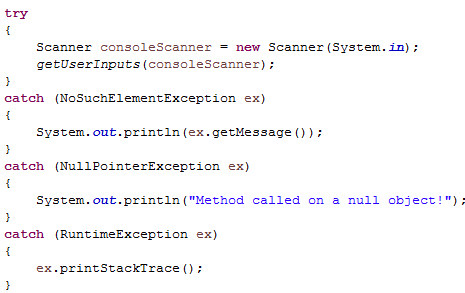 try
{
    Scanner consoleScanner = new Scanner(System.in);
    getUserInputs(consoleScanner);
}
catch (NoSuchElementException ex)
{
    System.out.println(ex.getMessage());
}
catch (NullPointerException ex)
{
    System.out.println("Method called on a null object!");
}
catch (RuntimeException ex)
{
    ex.printStackTrace();
}